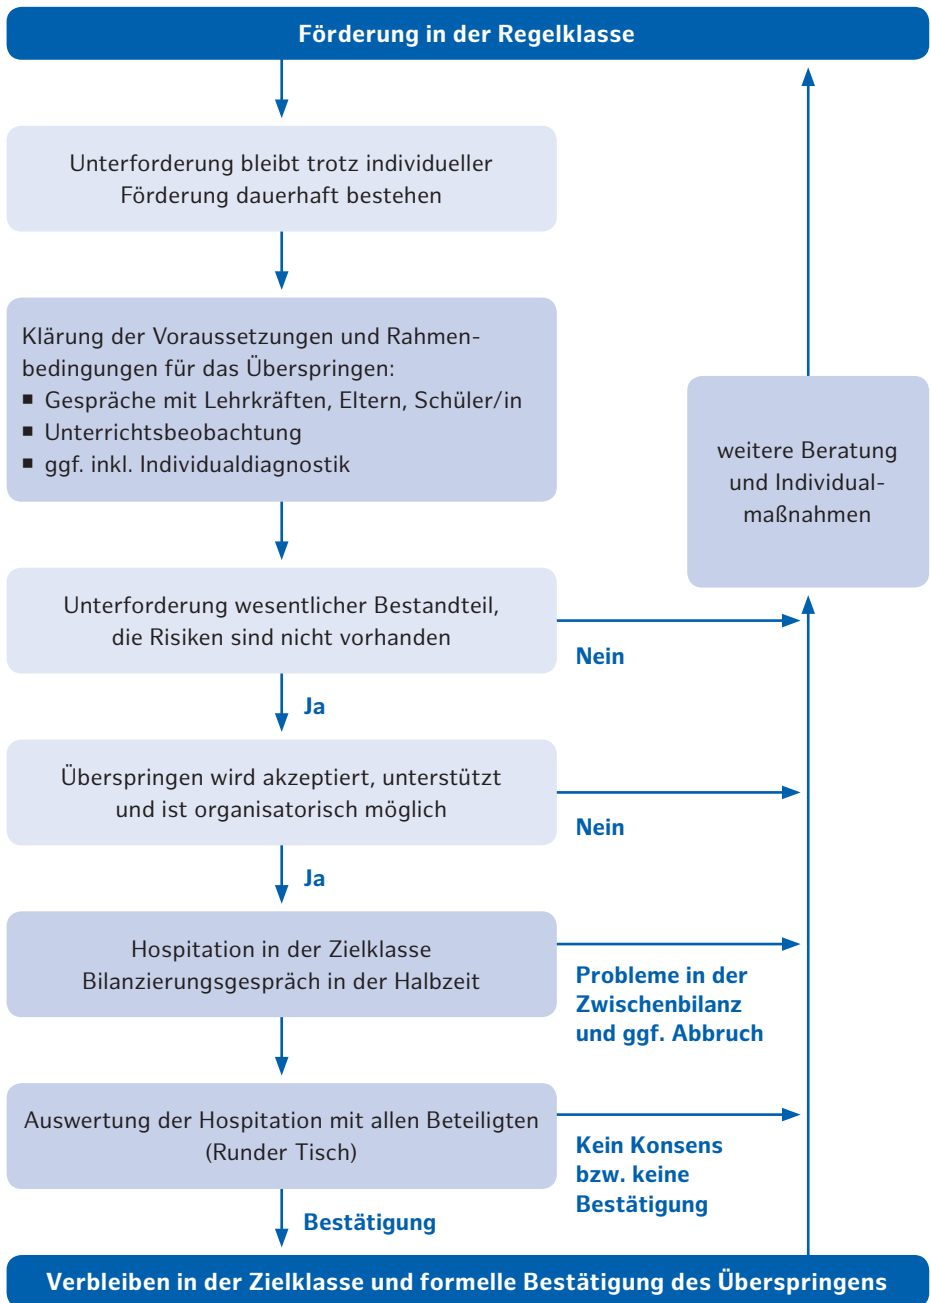 Förderung in der Regelklasse
Unterforderung bleibt trotz individueller
Förderung dauerhaft bestehen
Klärung der Voraussetzungen und Rahmen-
bedingungen für das Überspringen:
▪ Gespräche mit Lehrkräften, Eltern, Schüler/in
▪ Unterrichtsbeobachtung
▪ ggf. inkl. Individualdiagnostik
weitere Beratung
und Individual-
maßnahmen
Unterforderung wesentlicher Bestandteil,
die Risiken sind nicht vorhanden
Nein
Ja
Überspringen wird akzeptiert, unterstützt
und ist organisatorisch möglich
Nein
Ja
Hospitation in der Zielklasse
Bilanzierungsgespräch in der Halbzeit
Probleme in der
Zwischenbilanz
und ggf. Abbruch
Auswertung der Hospitation mit allen Beteiligten
(Runder Tisch)
Kein Konsens
bzw. keine
Bestätigung
Bestätigung
Verbleiben in der Zielklasse und formelle Bestätigung des Überspringens